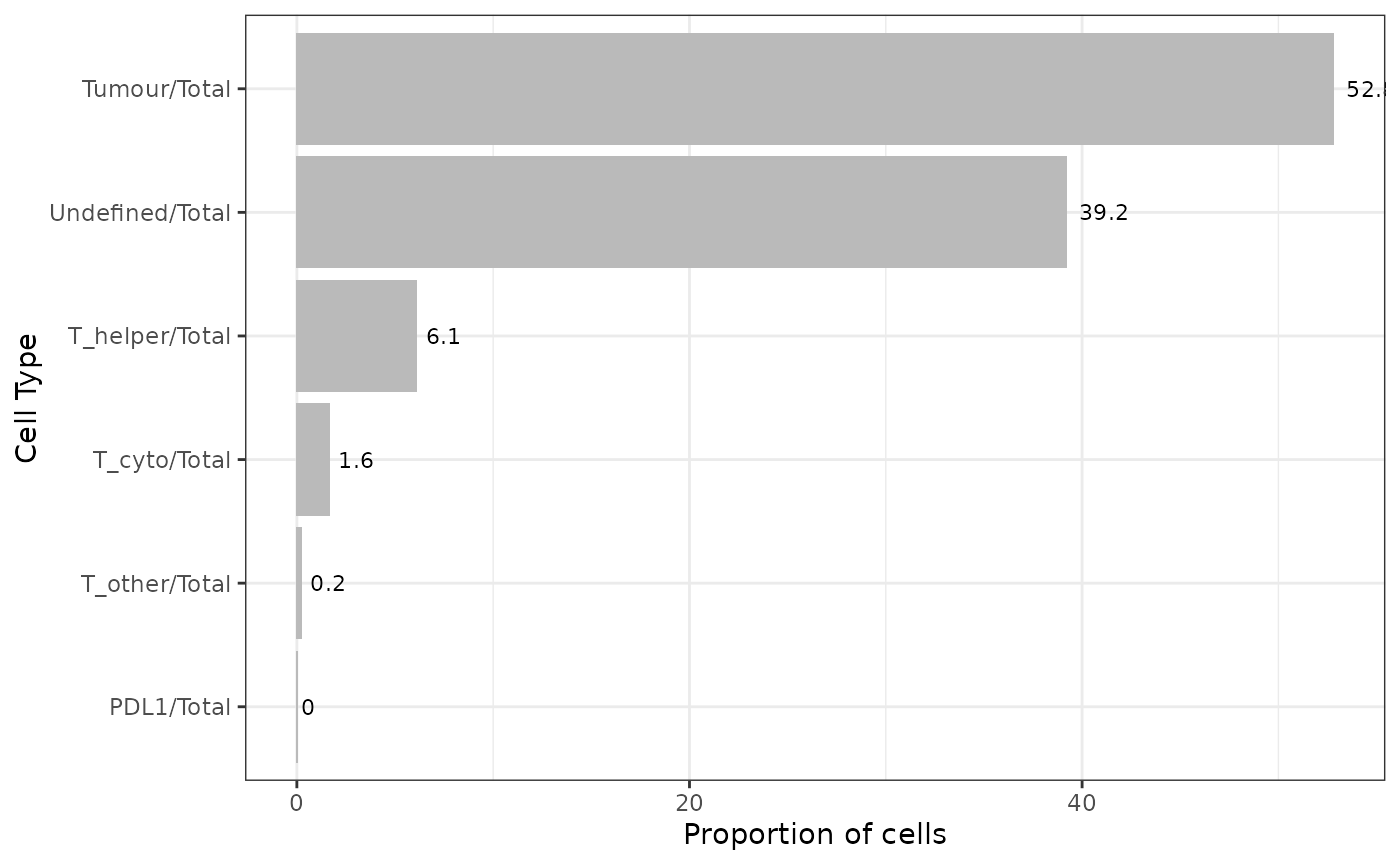 Tumour/Total
Undefined/Total
39.2
T_helper/Total
6.1
T_cyto/Total
1.6
T_other/Total
0.2
PDL1/Total
0
Cell Type
0
20
40
Proportion of cells